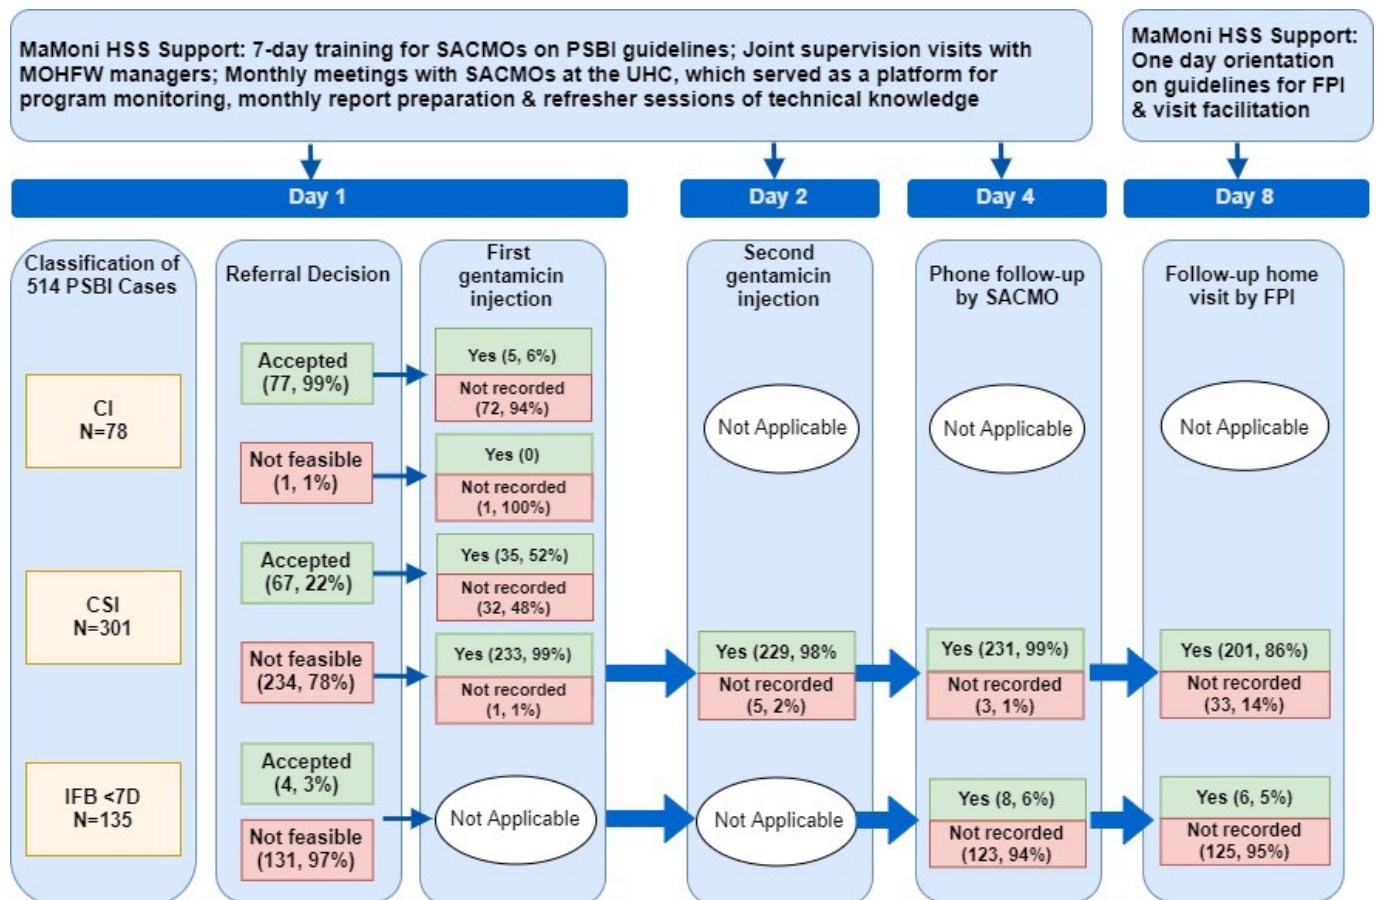 MaMoni HSS Support: 7-day training for SACMOs on PSBI guidelines; Joint supervision visits with
MOHFW managers; Monthly meetings with SACMOs at the UHC, which served as a platform for
program monitoring, monthly report preparation & refresher sessions of technical knowledge
MaMoni HSS Support:
One day orientation
on guidelines for FPI
& visit facilitation
Day 1
Day 2
Day 4
Day 8
Classification of
514 PSBI Cases
Referral Decision
First
gentamicin
injection
Second
gentamicin
injection
Phone follow-up
by SACMO
Follow-up home
visit by FPI
CI
N=78
Accepted
(77, 99%)
Yes (5, 6%)
Not recorded
(72, 94%)
Not feasible
(1, 1%)
Yes (0)
Not recorded
(1, 100%)
Not Applicable
Not Applicable
Not Applicable
CSI
N=301
Accepted
(67, 22%)
Yes (35, 52%)
Not recorded
(32, 48%)
Not feasible
(234, 78%)
Yes (233, 99%)
Not recorded
(1, 1%)
Yes (229, 98%
Not recorded
(5, 2%)
Yes (231, 99%)
Not recorded
(3, 1%)
Yes (201, 86%)
Not recorded
(33, 14%)
IFB <7D
N=135
Accepted
(4, 3%)
Not feasible
(131, 97%)
Not Applicable
Not Applicable
Yes (8, 6%)
Not recorded
(123, 94%)
Yes (6, 5%)
Not recorded
(125, 95%)